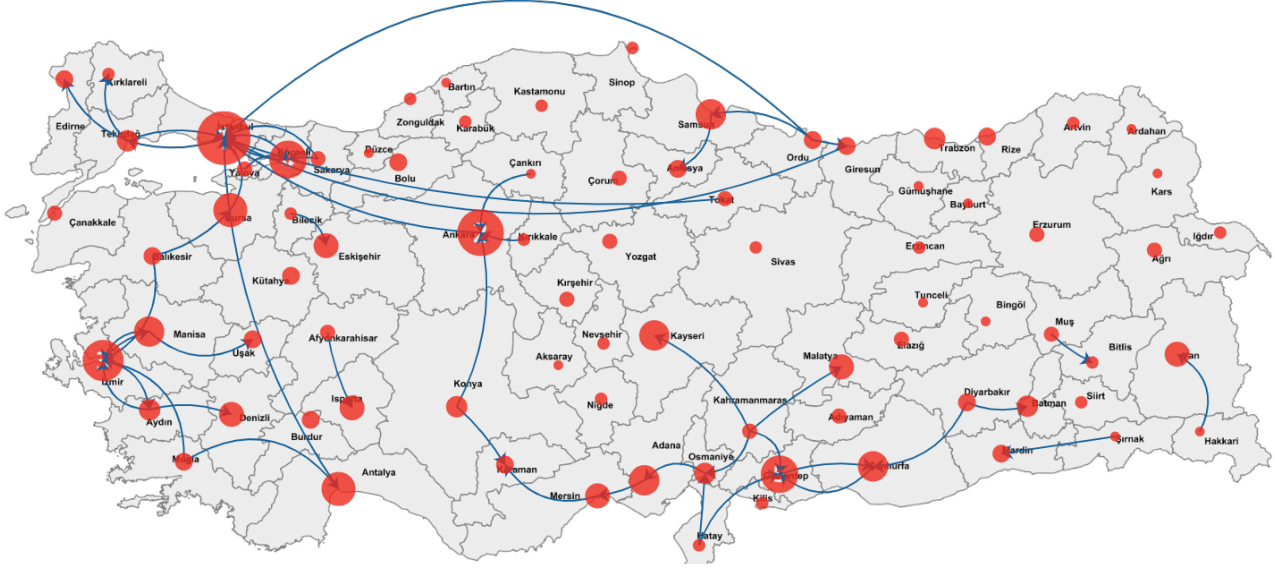 Kırklareli
Edirne
Tekirdağ
İstanbul
Kocaeli
Sakarya
Yalova
Düzce
Bolu
Zonguldak
Bartın
Karabük
Kastamonu
Sinop
Çankırı
Çorum
Samsun
Amasya
Tokat
Ordu
Giresun
Trabzon
Rize
Artvin
Ardahan
Gümüşhane
Bayburt
Kars
Çanakkale
Bursa
Bilecik
Eskişehir
Ankara
Kırıkkale
Yozgat
Sivas
Erzincan
Erzurum
Iğdır
Ağrı
Balıkesir
Kütahya
Kırşehir
Tunceli
Bingöl
Manisa
Uşak
Afyonkarahisar
Nevşehir
Kayseri
Malatya
Elazığ
Muş
Bitlis
Van
İzmir
Aksaray
Konya
Niğde
Kahramanmaras
Adıyaman
Diyarbakır
Batman
Siirt
Aydın
Denizli
Isparta
Burdur
Muğla
Antalya
Karaman
Mersin
Adana
Osmaniye
Gaziantep
Şanlıurfa
Mardin
Şırnak
Hakkari
Kilis
Hatay